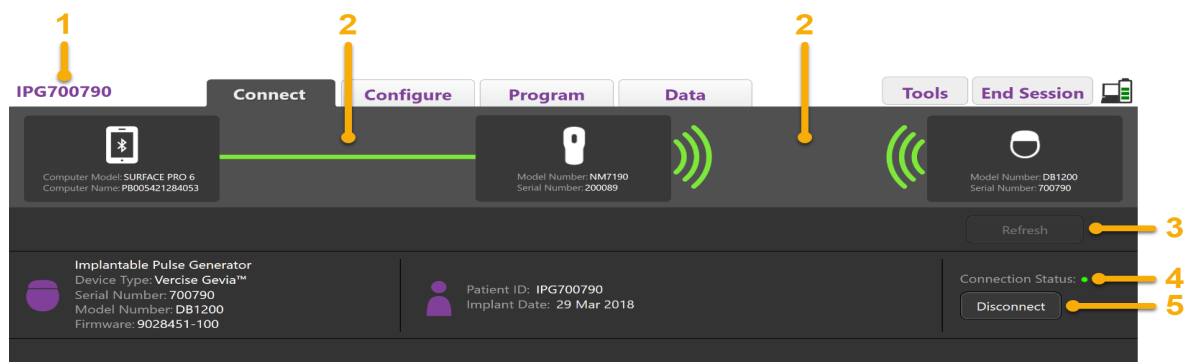 1
2
2
IPG700790
Connect
Configure
Program
Data
Tools
End Session
Computer Model: SURFACE PRO 6
Computer Name: PB005421284053
Model Number: NM7190
Serial Number: 200089
Model Number: DB1200
Serial Number: 700790
Refresh
3
Implantable Pulse Generator
Device Type: Vercise Gevia™
Serial Number: 700790
Model Number: DB1200
Firmware: 9028451-100
Patient ID: IPG700790
Implant Date: 29 Mar 2018
Connection Status:
4
Disconnect
5